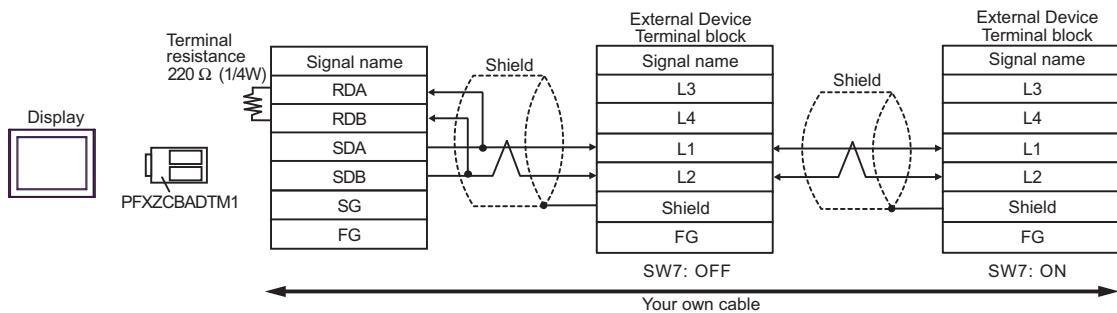 Display
PFXZCBADTM1
Terminal
resistance
220 Ω (1/4W)
Signal name
RDA
RDB
SDA
SDB
SG
FG
Shield
External Device
Terminal block
Signal name
L3
L4
L1
L2
Shield
FG
SW7: OFF
Shield
External Device
Terminal block
Signal name
L3
L4
L1
L2
Shield
FG
SW7: ON
Your own cable